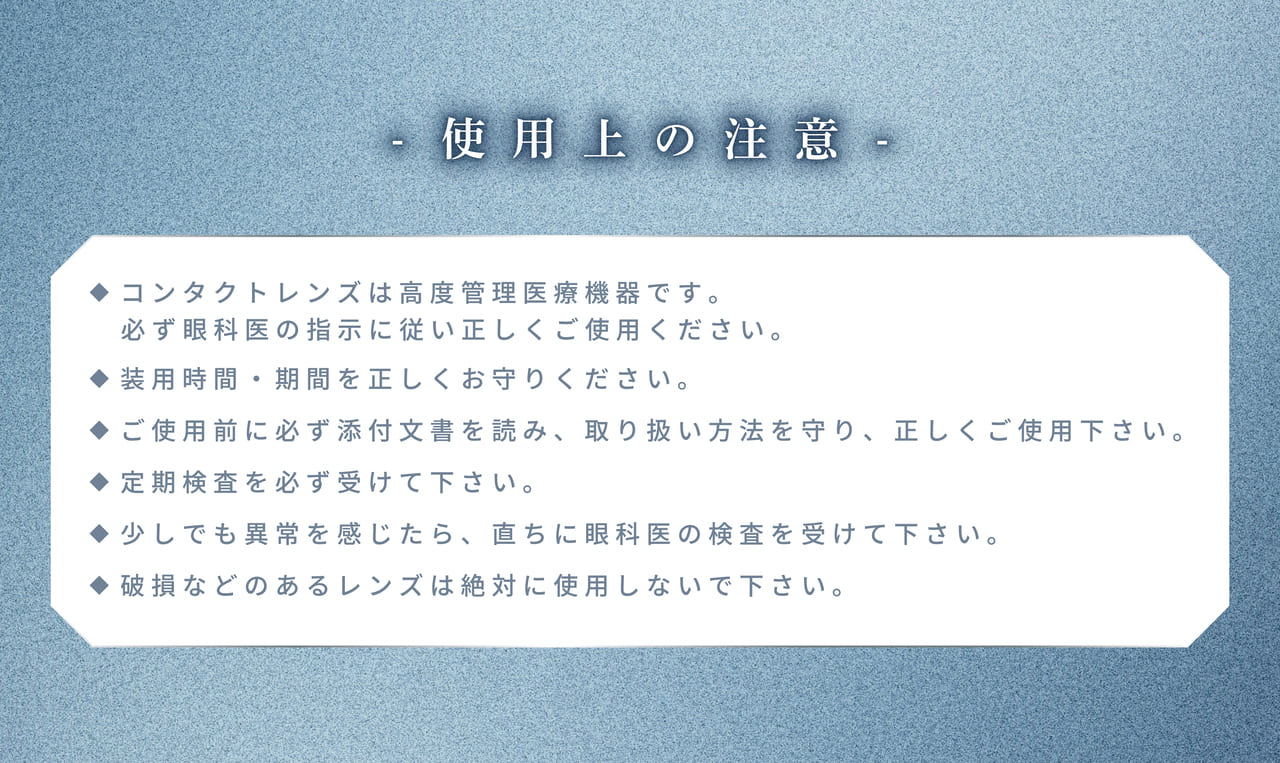 - 使用上の注意 -
◆ コンタクトレンズは高度管理医療機器です。
必ず眼科医の指示に従い正しくご使用ください。
◆ 装用時間・期間を正しくお守りください。
◆ ご使用前に必ず添付文書を読み、取り扱い方法を守り、正しくご使用下さい。
◆ 定期検査を必ず受けて下さい。
◆ 少しでも異常を感じたら、直ちに眼科医の検査を受けて下さい。
◆ 破損などのあるレンズは絶対に使用しないで下さい。